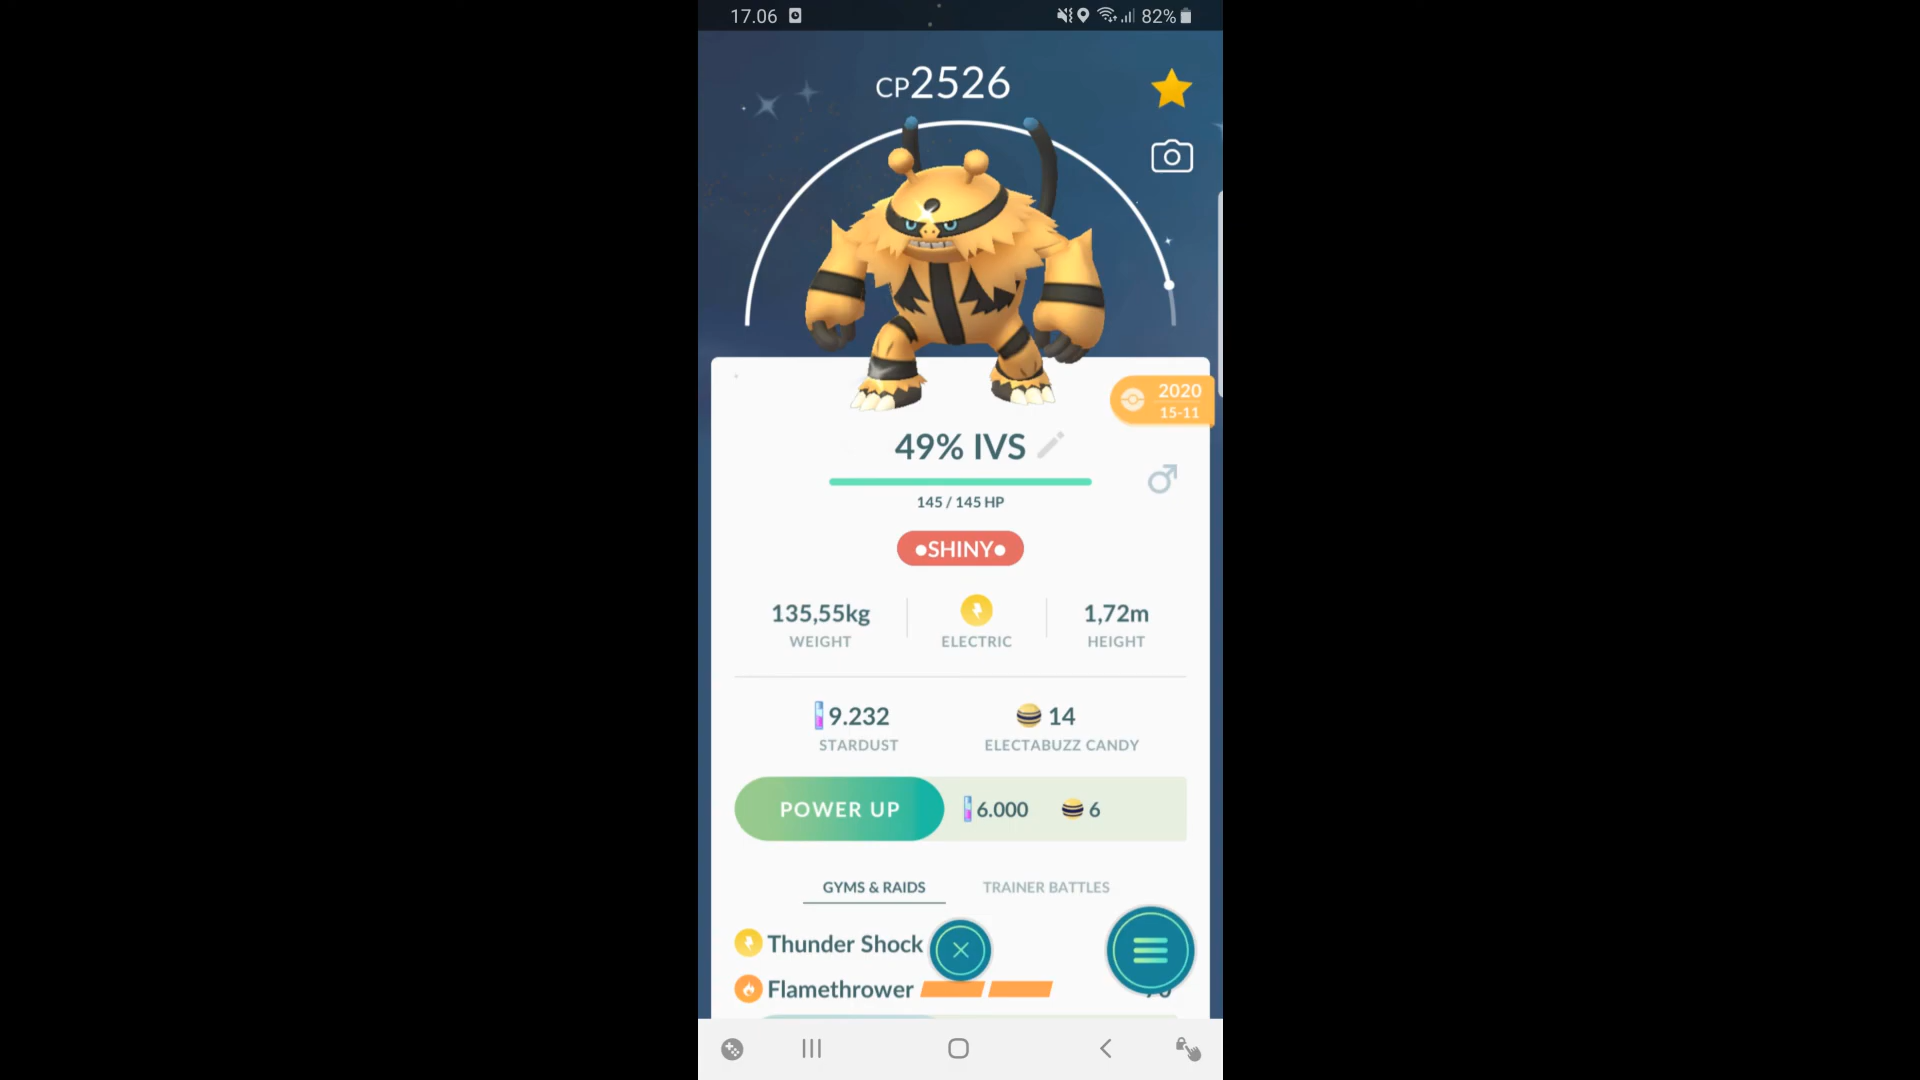 17.06 82%
CP2526
2020
15-11
49% IVS
145 / 145 HP
●SHINY●
135,55kg ELECTRIC 1,72m
WEIGHT HEIGHT
9.232 14
STARDUST ELECTABUZZ CANDY
POWER UP 6.000 6
GYMS & RAIDS TRAINER BATTLES
Thunder Shock
Flamethrower